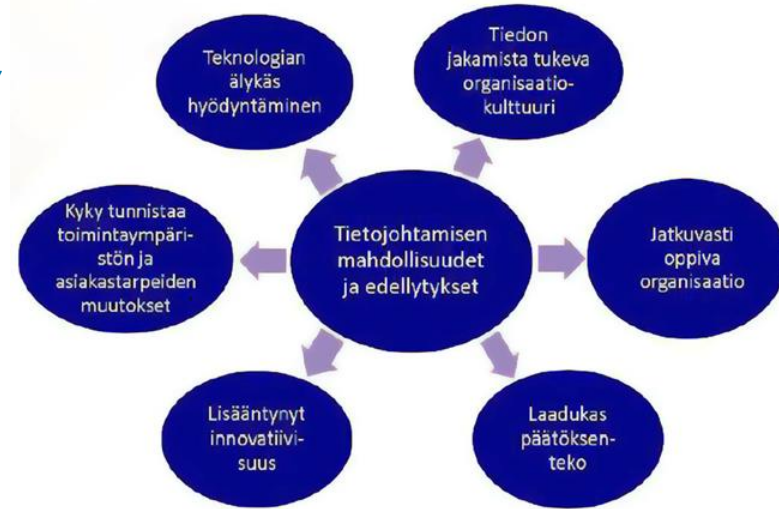 Teknologian
älykäs
hyödyntäminen
Tiedon
jakamista tukeva
organisaatio-
kulttuuri
Kyky tunnistaa
toimintaympäri-
stön ja
asiakastarpeiden
muutokset
Tietojohtamisen
mahdollisuudet
ja edellytykset
Jatkuvasti
oppiva
organisaatio
Lisääntynyt
innovatiivi-
suus
Laadukas
päätöksen-
teko